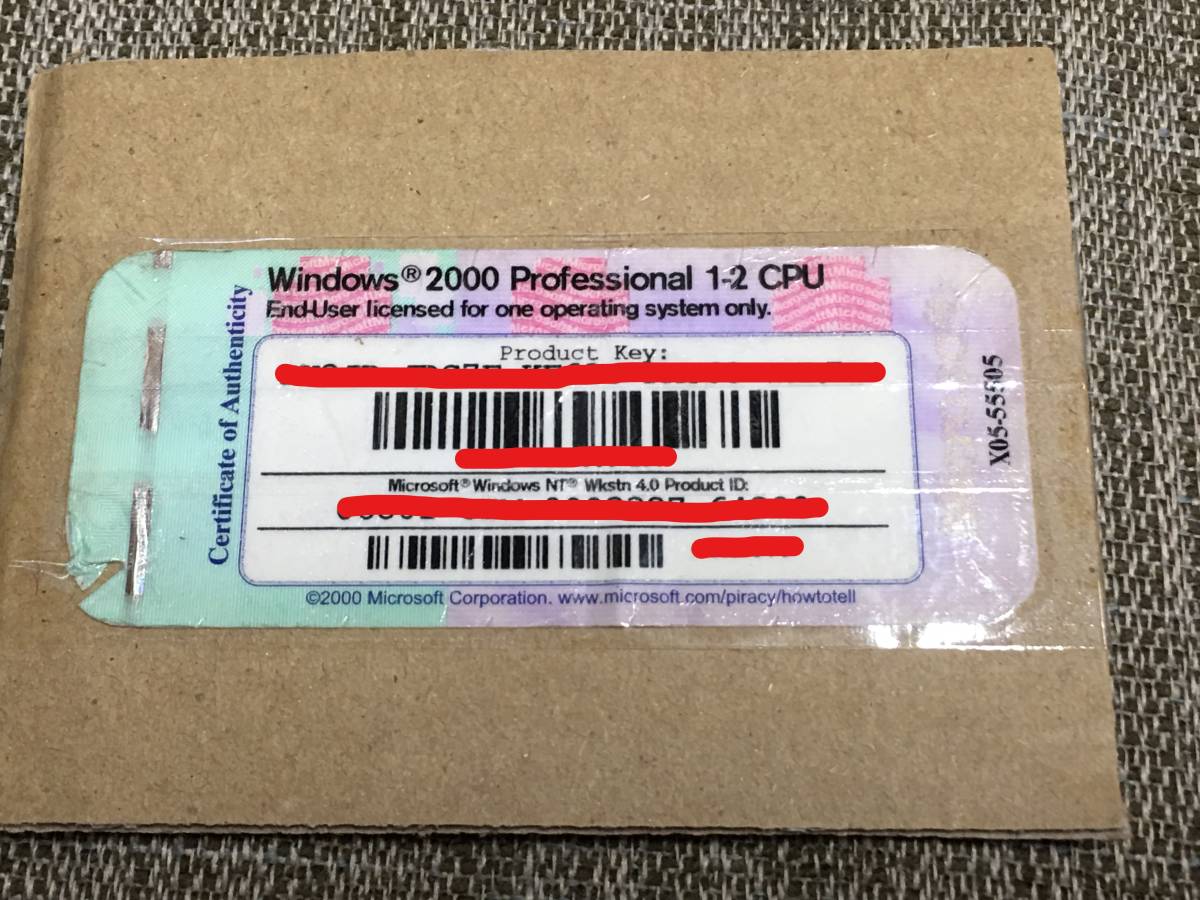 Windows® 2000 Professional 1-2 CPU
End-User licensed for one operating system only.
Certificate of Authenticity
Product Key:
Microsoft® Windows NT® Wkstn 4.0 Product ID:
X05-55505
©2000 Microsoft Corporation. www.microsoft.com/piracy/howtotell